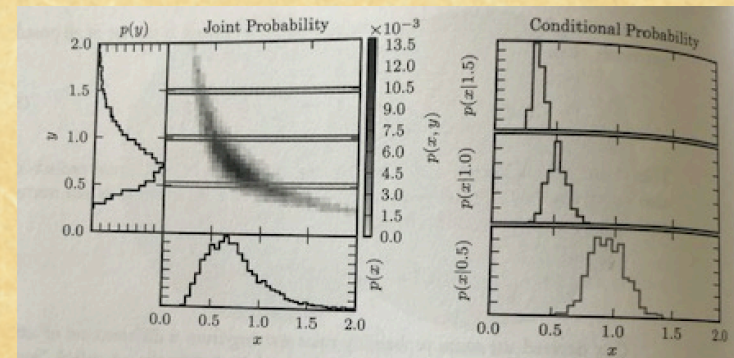 p(y)
Joint Probability
×10⁻³
Conditional Probability
2.0
1.5
1.0
0.5
0.0
y
13.5
12.0
10.5
9.0
7.5
6.0
4.5
3.0
1.5
0.0
p(x, y)
p(x)
0.0 0.5 1.0 1.5 2.0
x
p(x|1.5)
p(x|1.0)
p(x|0.5)
0.0 0.5 1.0 1.5 2.0
x